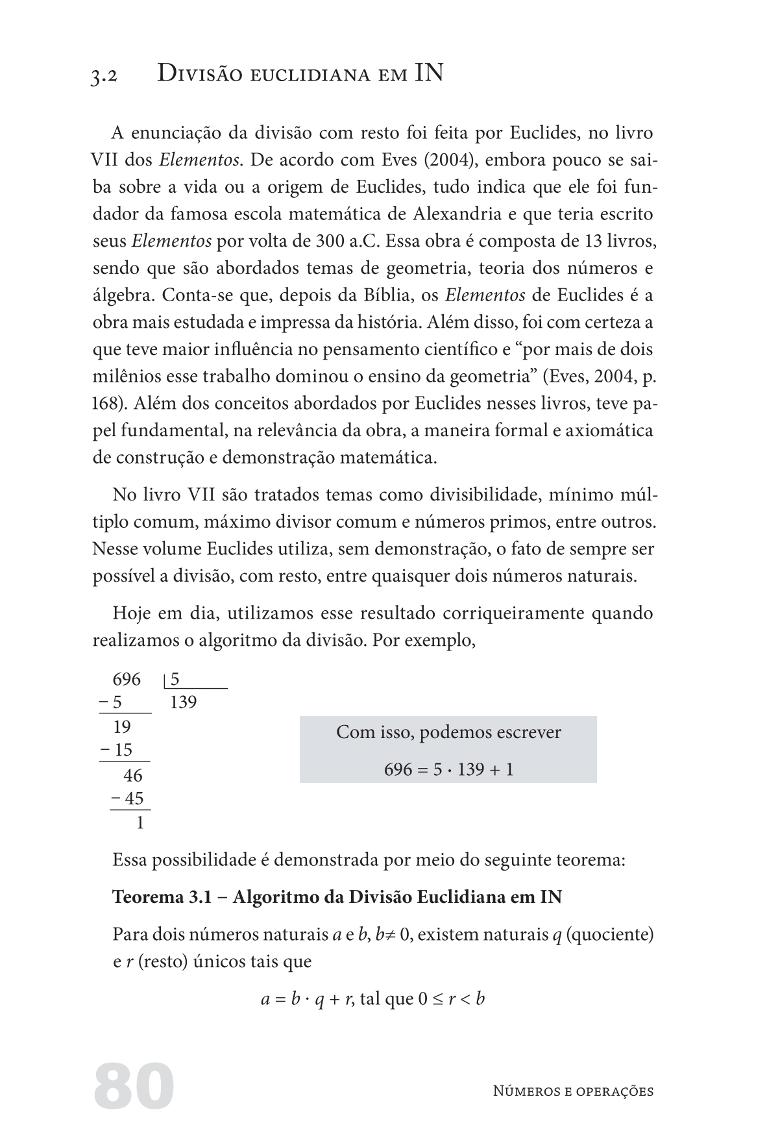 3.2 Divisão euclidiana em IN
A enunciação da divisão com resto foi feita por Euclides, no livro
VII dos Elementos. De acordo com Eves (2004), embora pouco se sai-
ba sobre a vida ou a origem de Euclides, tudo indica que ele foi fun-
dador da famosa escola matemática de Alexandria e que teria escrito
seus Elementos por volta de 300 a.C. Essa obra é composta de 13 livros,
sendo que são abordados temas de geometria, teoria dos números e
álgebra. Conta-se que, depois da Bíblia, os Elementos de Euclides é a
obra mais estudada e impressa da história. Além disso, foi com certeza a
que teve maior influência no pensamento científico e “por mais de dois
milênios esse trabalho dominou o ensino da geometria” (Eves, 2004, p.
168). Além dos conceitos abordados por Euclides nesses livros, teve pa-
pel fundamental, na relevância da obra, a maneira formal e axiomática
de construção e demonstração matemática.
No livro VII são tratados temas como divisibilidade, mínimo múl-
tiplo comum, máximo divisor comum e números primos, entre outros.
Nesse volume Euclides utiliza, sem demonstração, o fato de sempre ser
possível a divisão, com resto, entre quaisquer dois números naturais.
Hoje em dia, utilizamos esse resultado corriqueiramente quando
realizamos o algoritmo da divisão. Por exemplo,
696 5
− 5 139
19
− 15
46
− 45
1
Com isso, podemos escrever
696 = 5 · 139 + 1
Essa possibilidade é demonstrada por meio do seguinte teorema:
Teorema 3.1 – Algoritmo da Divisão Euclidiana em IN
Para dois números naturais a e b, b≠ 0, existem naturais q (quociente)
e r (resto) únicos tais que
a = b · q + r, tal que 0 ≤ r < b
80
Números e operações